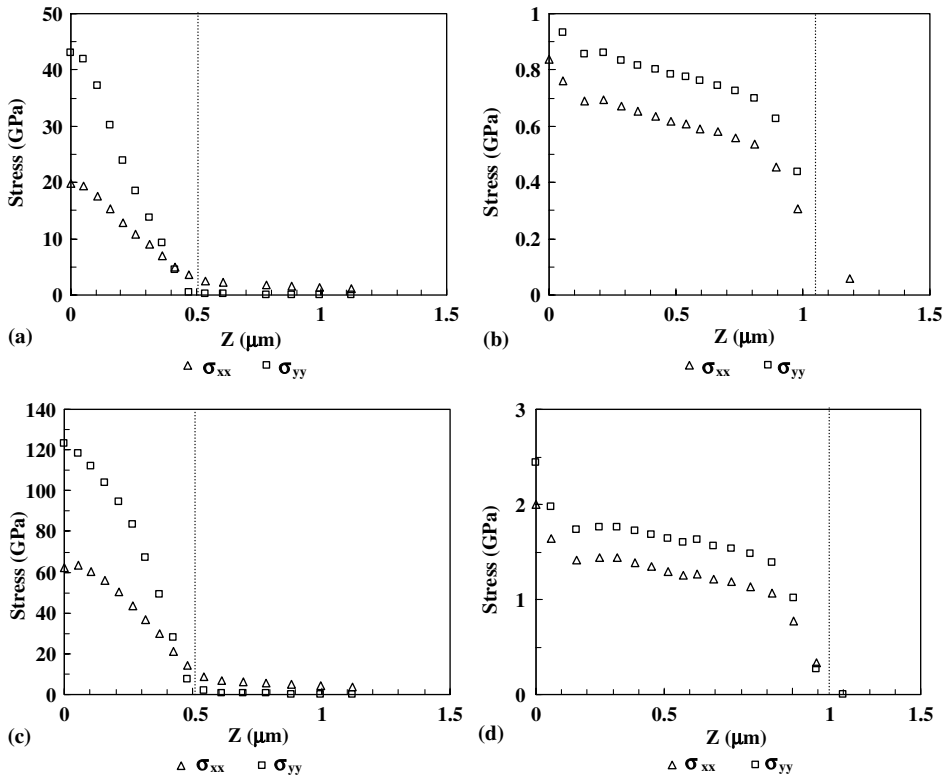 50
40
30
20
10
0
Stress (GPa)
0 0.5 1 1.5
Z (μm)
(a)
△ σxx □ σyy
1
0.8
0.6
0.4
0.2
0
Stress (GPa)
0 0.5 1 1.5
Z (μm)
(b)
△ σxx □ σyy
140
120
100
80
60
40
20
0
Stress (GPa)
0 0.5 1 1.5
Z (μm)
(c)
△ σxx □ σyy
3
2
1
0
Stress (GPa)
0 0.5 1 1.5
Z (μm)
(d)
△ σxx □ σyy